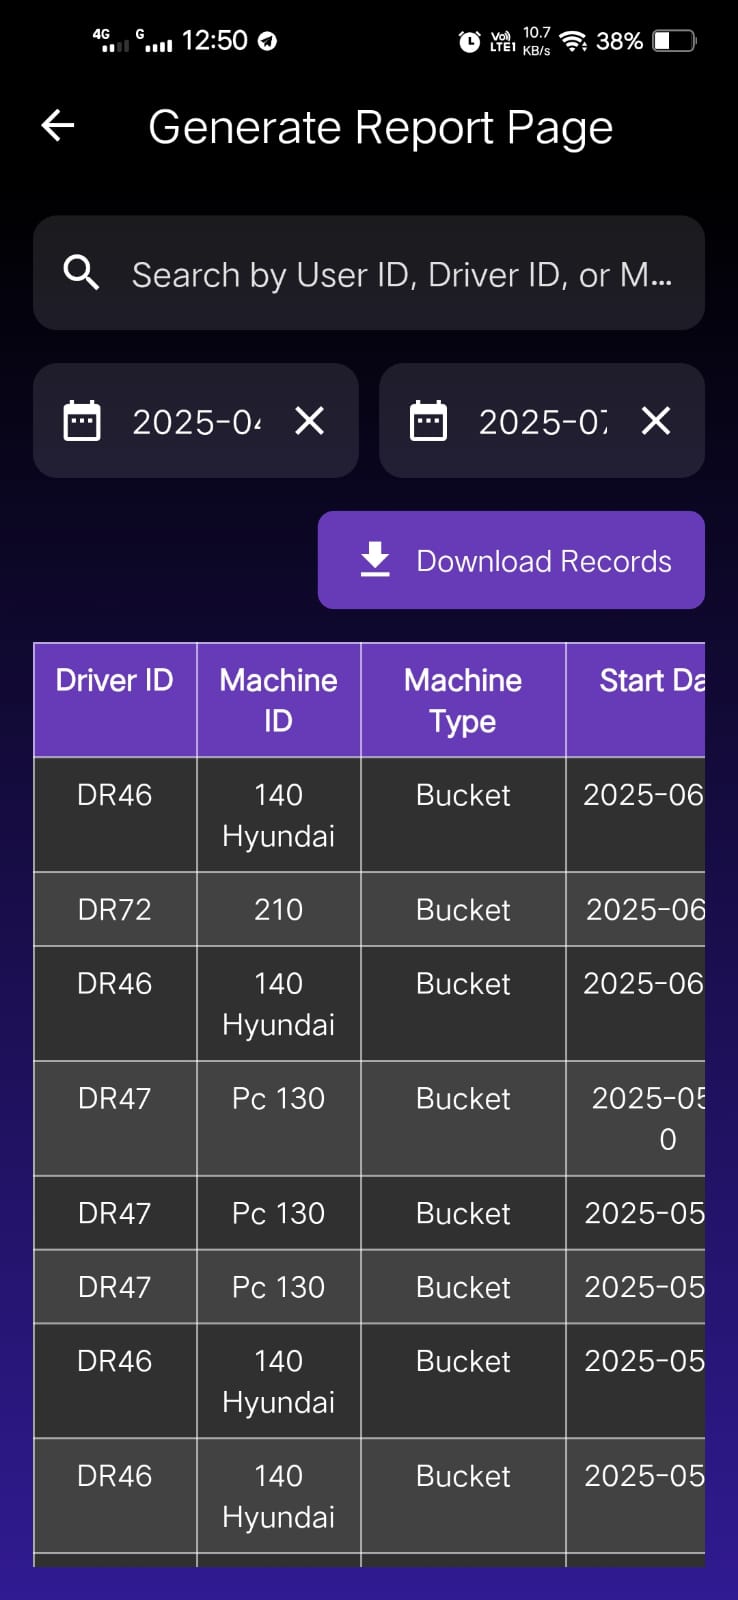 4G G 12:50 Vo) LTE1 10.7 KB/s 38%
Generate Report Page
Search by User ID, Driver ID, or M...
2025-04 2025-07
Download Records
Driver ID Machine ID Machine Type Start Da
DR46 140 Hyundai Bucket 2025-06
DR72 210 Bucket 2025-06
DR46 140 Hyundai Bucket 2025-06
DR47 Pc 130 Bucket 2025-05 0
DR47 Pc 130 Bucket 2025-05
DR47 Pc 130 Bucket 2025-05
DR46 140 Hyundai Bucket 2025-05
DR46 140 Hyundai Bucket 2025-05